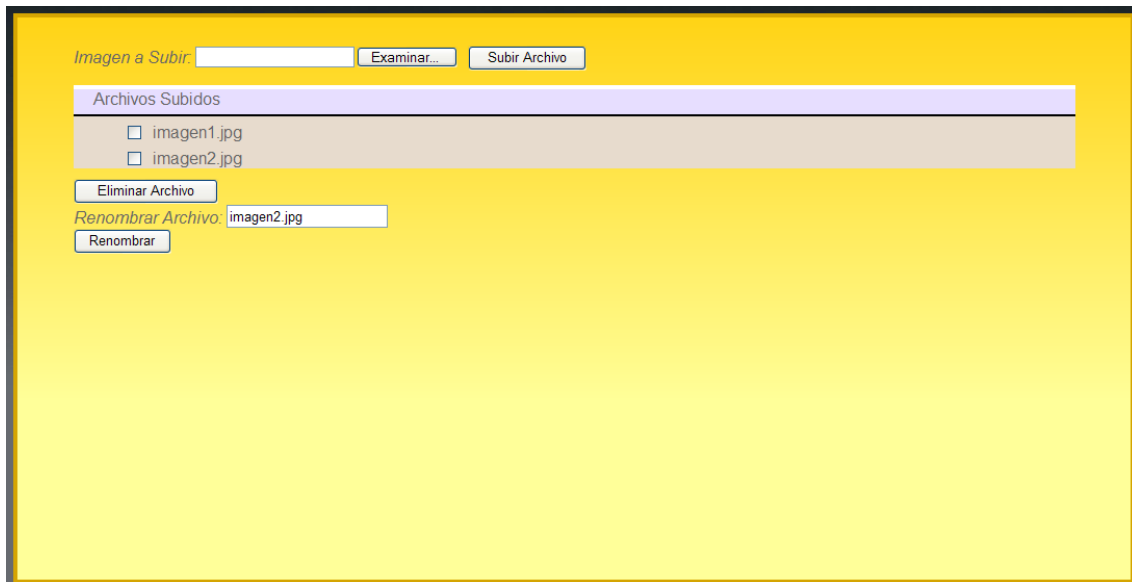 Imagen a Subir: Examinar... Subir Archivo
Archivos Subidos
imagen1.jpg
imagen2.jpg
Eliminar Archivo
Renombrar Archivo: imagen2.jpg
Renombrar